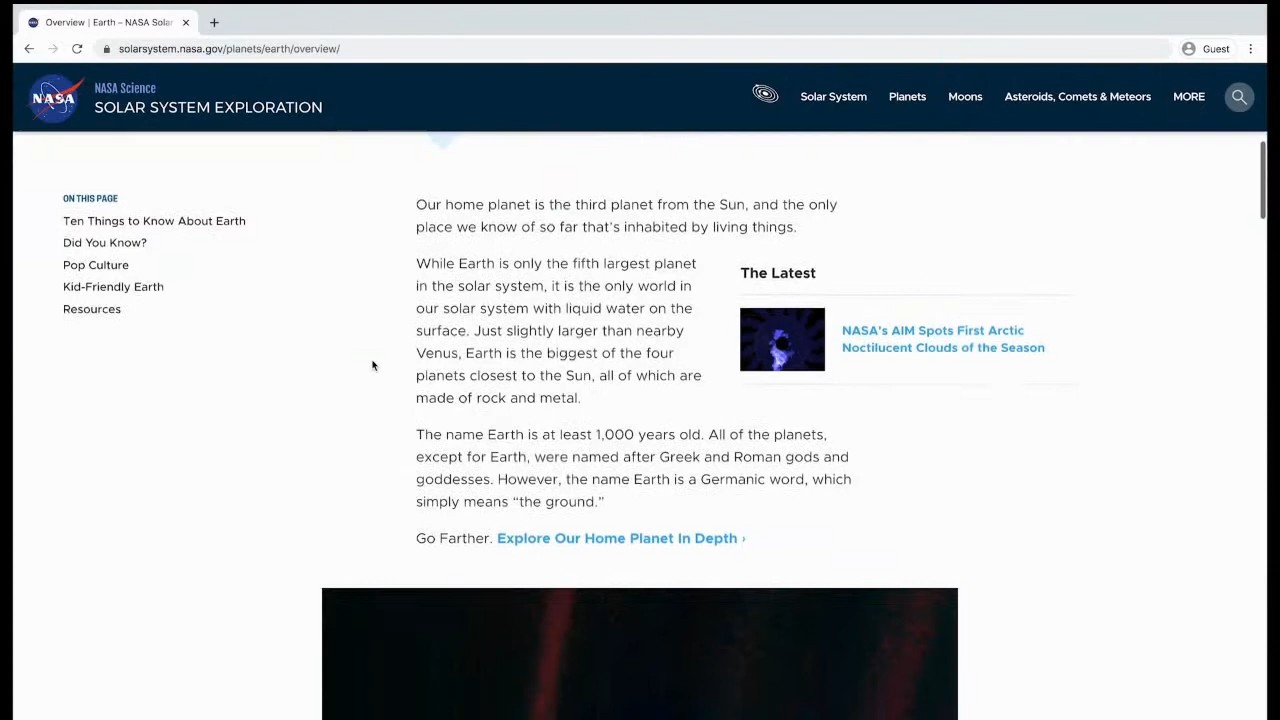 Overview | Earth – NASA Solar
solarsystem.nasa.gov/planets/earth/overview/
Guest
NASA
NASA Science
SOLAR SYSTEM EXPLORATION
Solar System
Planets
Moons
Asteroids, Comets & Meteors
MORE
ON THIS PAGE
Ten Things to Know About Earth
Did You Know?
Pop Culture
Kid-Friendly Earth
Resources
Our home planet is the third planet from the Sun, and the only
place we know of so far that’s inhabited by living things.
While Earth is only the fifth largest planet
in the solar system, it is the only world in
our solar system with liquid water on the
surface. Just slightly larger than nearby
Venus, Earth is the biggest of the four
planets closest to the Sun, all of which are
made of rock and metal.
The Latest
NASA's AIM Spots First Arctic
Noctilucent Clouds of the Season
The name Earth is at least 1,000 years old. All of the planets,
except for Earth, were named after Greek and Roman gods and
goddesses. However, the name Earth is a Germanic word, which
simply means “the ground.”
Go Farther. Explore Our Home Planet In Depth ›